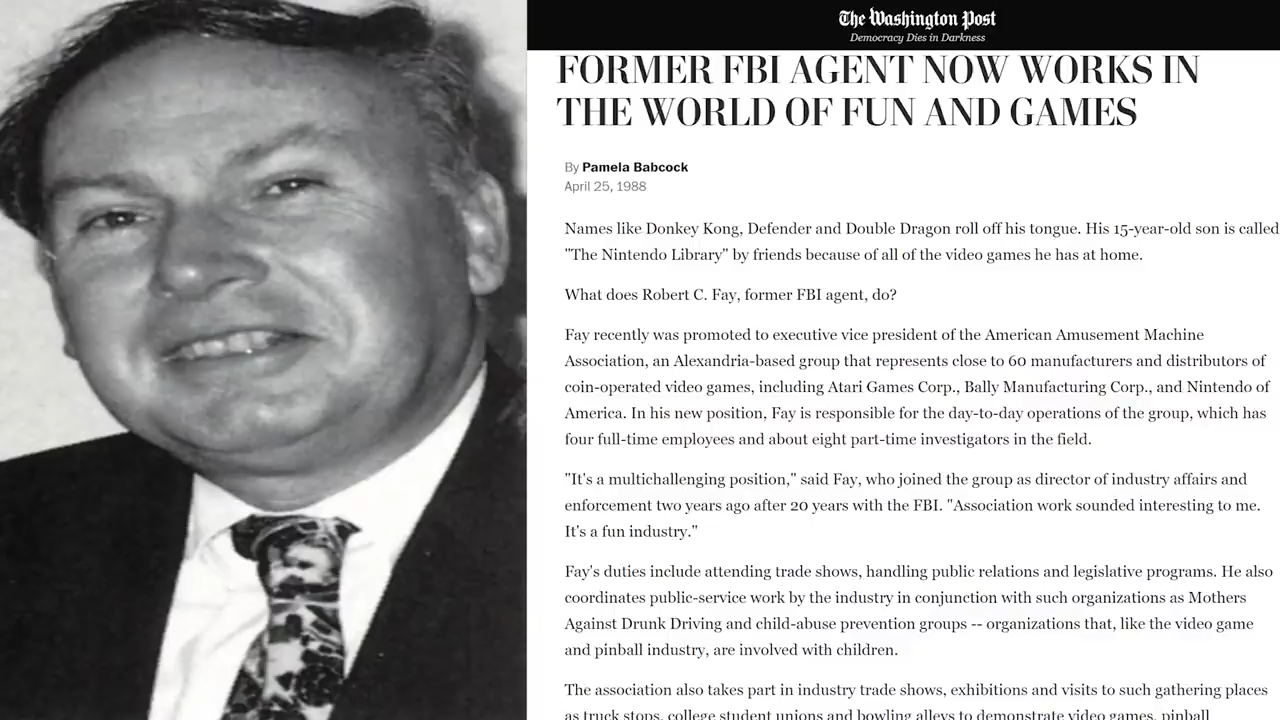 The Washington Post
Democracy Dies in Darkness
FORMER FBI AGENT NOW WORKS IN
THE WORLD OF FUN AND GAMES
By Pamela Babcock
April 25, 1988
Names like Donkey Kong, Defender and Double Dragon roll off his tongue. His 15-year-old son is called
"The Nintendo Library" by friends because of all of the video games he has at home.
What does Robert C. Fay, former FBI agent, do?
Fay recently was promoted to executive vice president of the American Amusement Machine
Association, an Alexandria-based group that represents close to 60 manufacturers and distributors of
coin-operated video games, including Atari Games Corp., Bally Manufacturing Corp., and Nintendo of
America. In his new position, Fay is responsible for the day-to-day operations of the group, which has
four full-time employees and about eight part-time investigators in the field.
"It's a multichallenging position," said Fay, who joined the group as director of industry affairs and
enforcement two years ago after 20 years with the FBI. "Association work sounded interesting to me.
It's a fun industry."
Fay's duties include attending trade shows, handling public relations and legislative programs. He also
coordinates public-service work by the industry in conjunction with such organizations as Mothers
Against Drunk Driving and child-abuse prevention groups -- organizations that, like the video game
and pinball industry, are involved with children.
The association also takes part in industry trade shows, exhibitions and visits to such gathering places
as truck stops, college student unions and bowling alleys to demonstrate video games, pinball